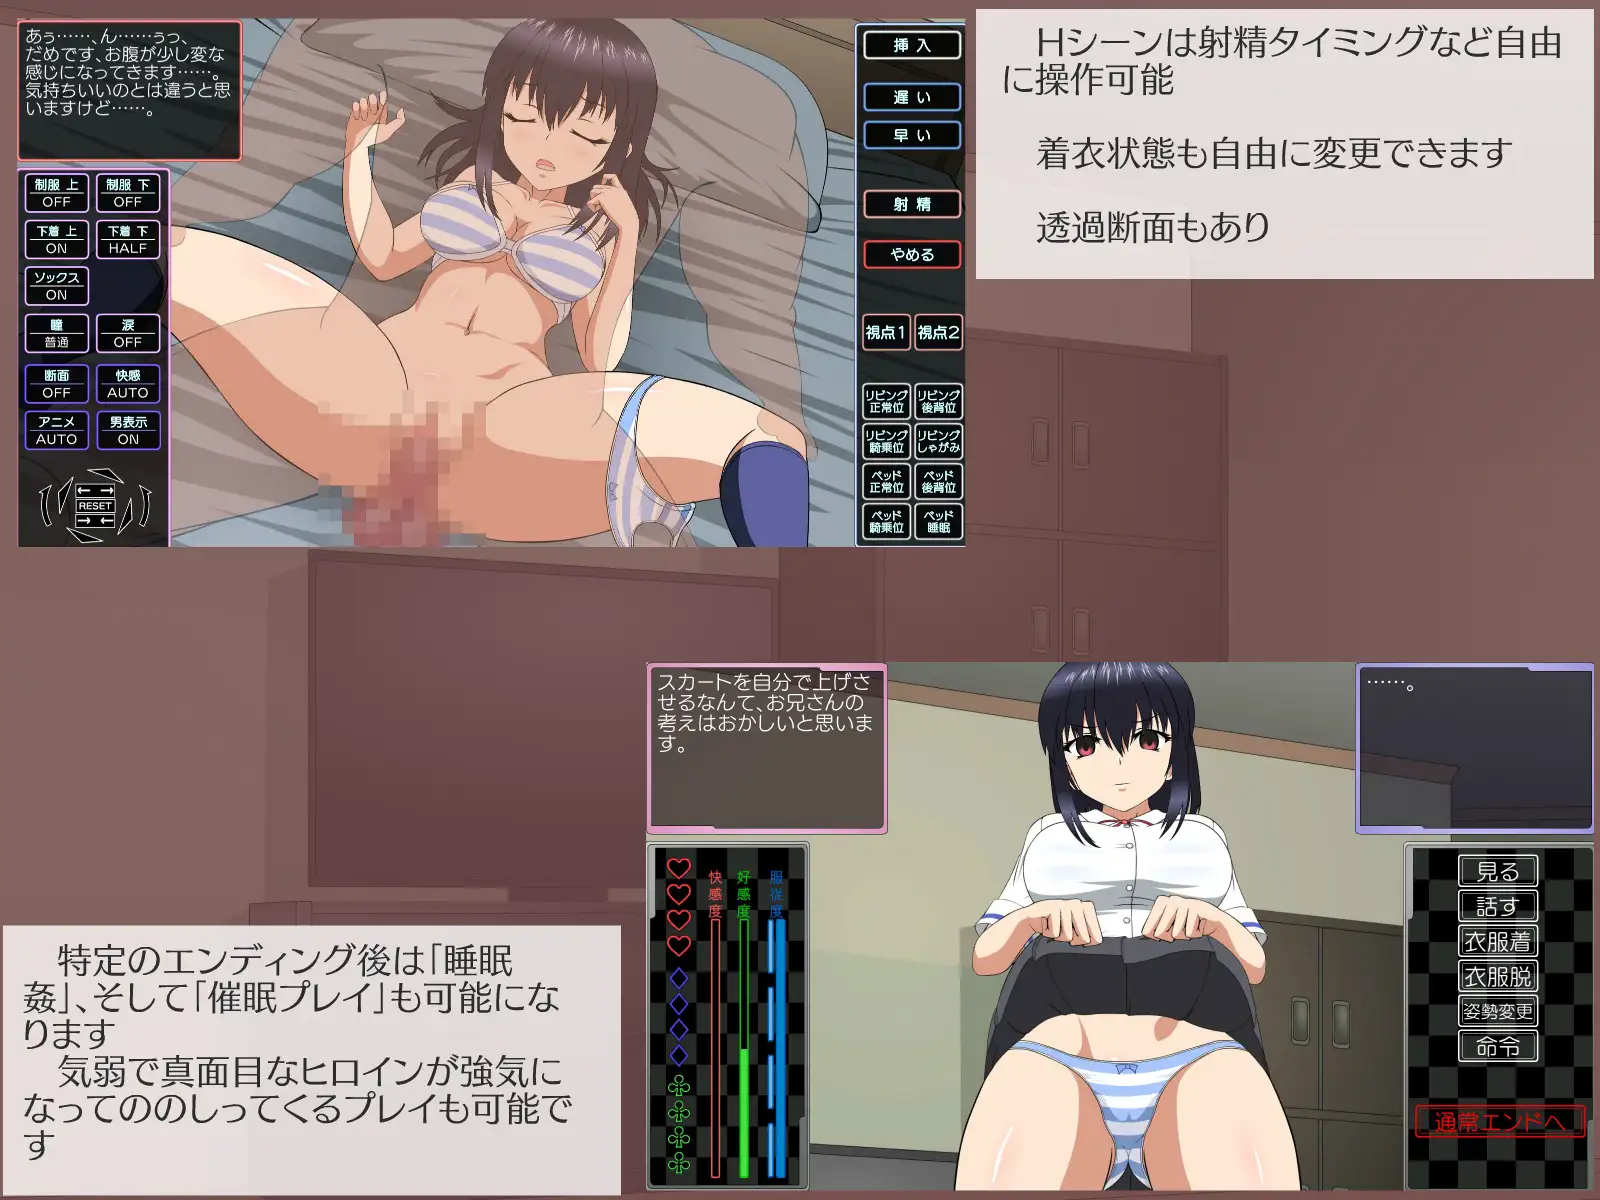 あぅ……、ん……ぅっ、
だめです、お腹が少し変な
感じになってきます……。
気持ちいいのとは違うと思
いますけど……。
制服 上
OFF
制服 下
OFF
下着 上
ON
下着 下
HALF
ソックス
ON
瞳
普通
涙
OFF
断面
OFF
快感
AUTO
アニメ
AUTO
男表示
ON
RESET
挿入
遅い
早い
射精
やめる
視点1
視点2
リビング
正常位
リビング
後背位
リビング
騎乗位
リビング
しゃがみ
ベッド
正常位
ベッド
後背位
ベッド
騎乗位
ベッド
睡眠
Hシーンは射精タイミングなど自由
に操作可能
着衣状態も自由に変更できます
透過断面もあり
スカートを自分で上げさ
せるなんて、お兄さんの
考えはおかしいと思いま
す。
……。
快感度
好感度
服従度
見る
話す
衣服着
衣服脱
姿勢変更
命令
通常エンドへ
特定のエンディング後は「睡眠
姦」、そして「催眠プレイ」も可能にな
ります
気弱で真面目なヒロインが強気に
なってののしってくるプレイも可能で
す